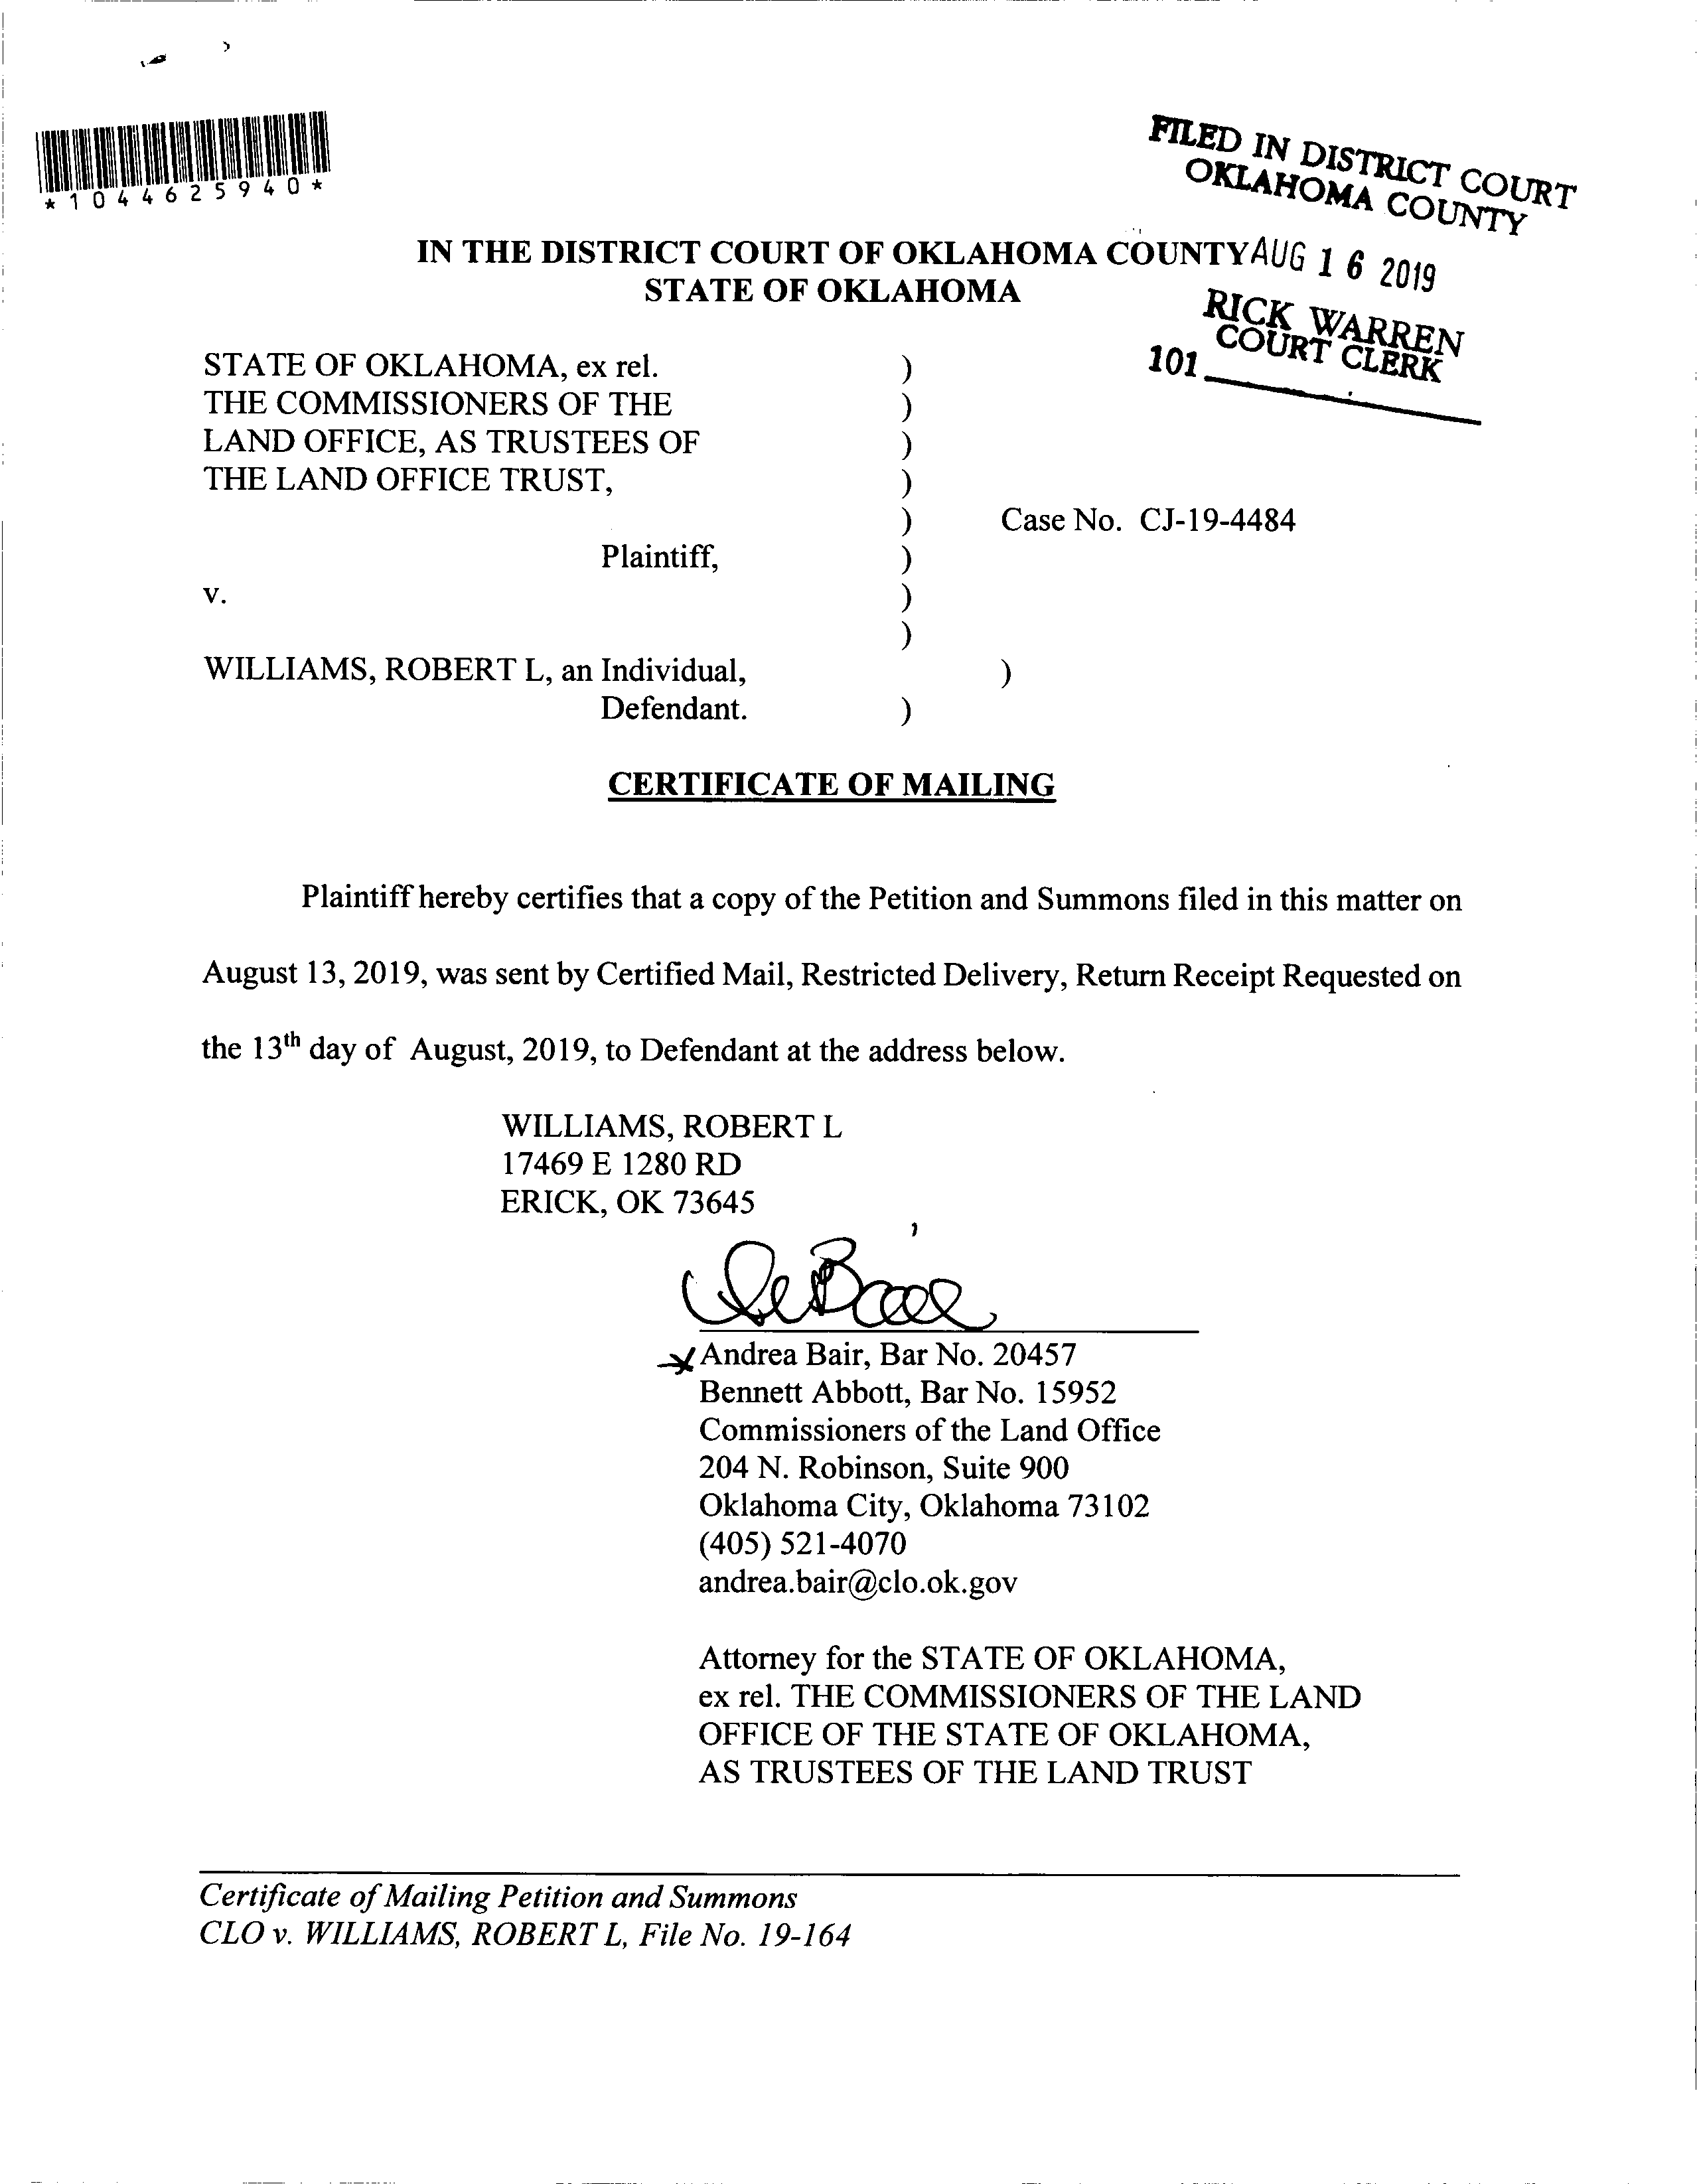 *1044625940*
FILED IN DISTRICT COURT
OKLAHOMA COUNTY
IN THE DISTRICT COURT OF OKLAHOMA COUNTY AUG 16 2019
STATE OF OKLAHOMA
RICK WARREN
COURT CLERK
101
STATE OF OKLAHOMA, ex rel. )
THE COMMISSIONERS OF THE )
LAND OFFICE, AS TRUSTEES OF )
THE LAND OFFICE TRUST, )
) Case No. CJ-19-4484
Plaintiff, )
v. )
)
WILLIAMS, ROBERT L, an Individual, )
Defendant. )
CERTIFICATE OF MAILING
Plaintiff hereby certifies that a copy of the Petition and Summons filed in this matter on
August 13, 2019, was sent by Certified Mail, Restricted Delivery, Return Receipt Requested on
the 13th day of August, 2019, to Defendant at the address below.
WILLIAMS, ROBERT L
17469 E 1280 RD
ERICK, OK 73645
Andrea Bair, Bar No. 20457
Bennett Abbott, Bar No. 15952
Commissioners of the Land Office
204 N. Robinson, Suite 900
Oklahoma City, Oklahoma 73102
(405) 521-4070
andrea.bair@clo.ok.gov
Attorney for the STATE OF OKLAHOMA,
ex rel. THE COMMISSIONERS OF THE LAND
OFFICE OF THE STATE OF OKLAHOMA,
AS TRUSTEES OF THE LAND TRUST
Certificate of Mailing Petition and Summons
CLO v. WILLIAMS, ROBERT L, File No. 19-164